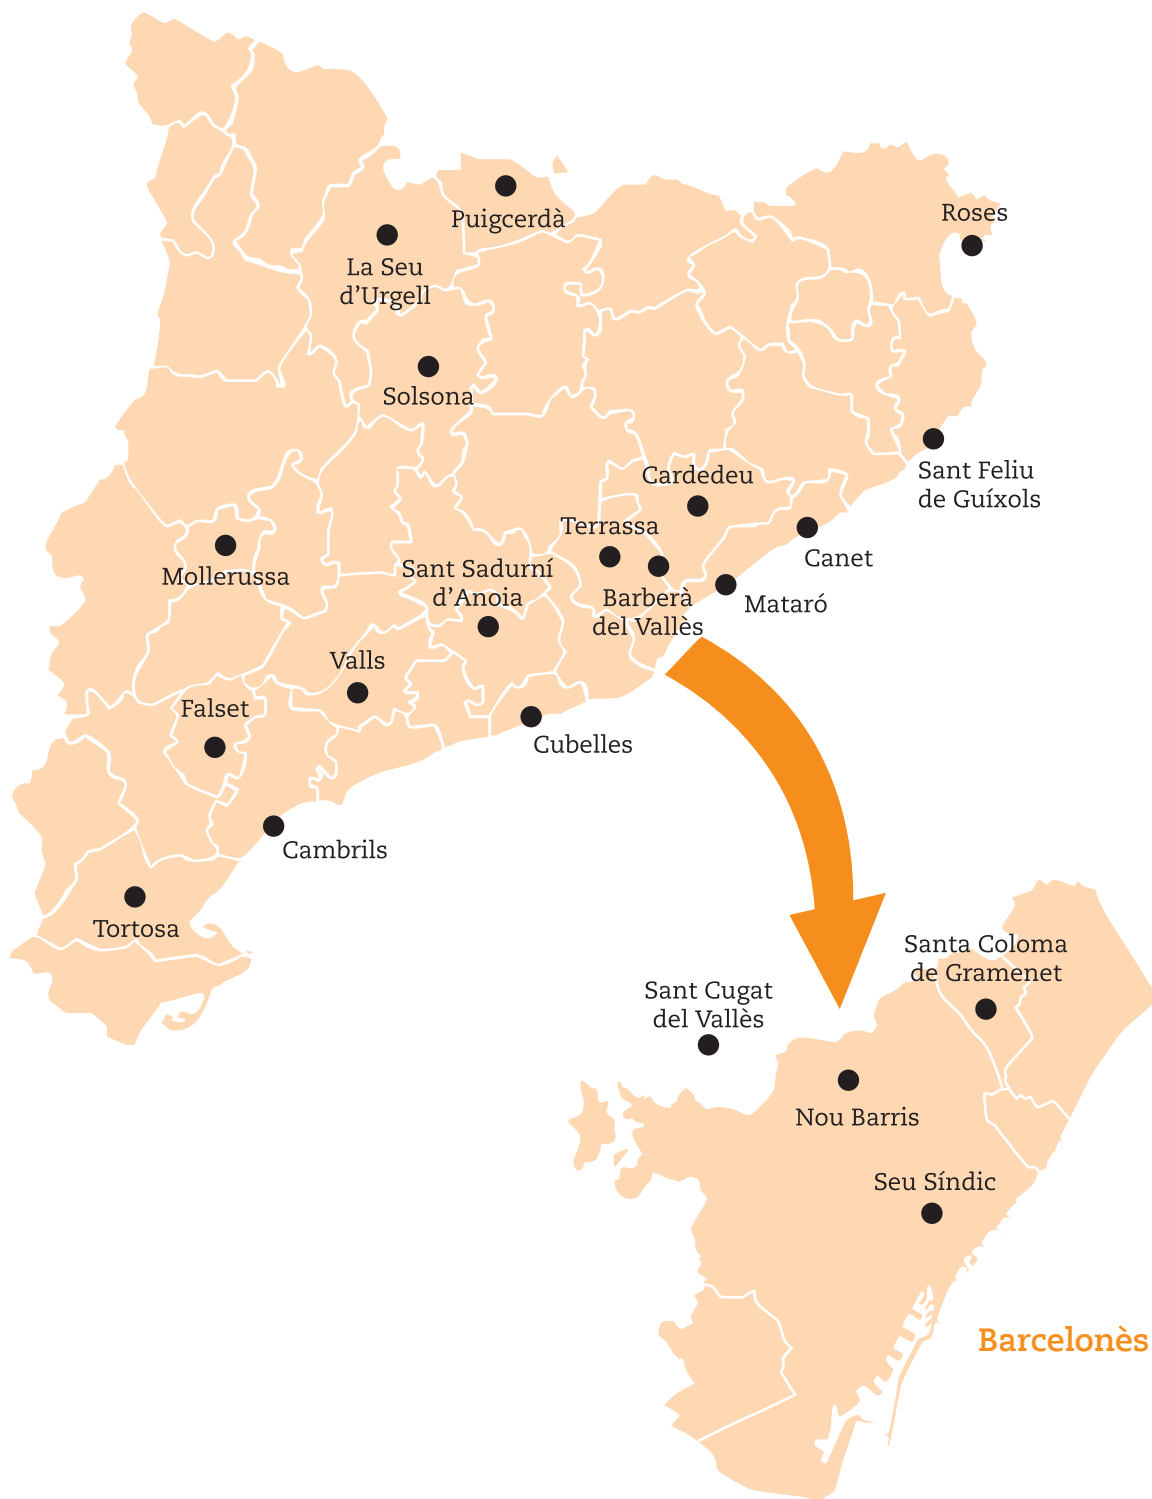 Roses
Puigcerdà
La Seu
d’Urgell
Solsona
Sant Feliu
de Guíxols
Cardedeu
Terrassa
Canet
Mollerussa
Sant Sadurní
d’Anoia
Barberà
del Vallès
Mataró
Valls
Falset
Cubelles
Cambrils
Tortosa
Santa Coloma
de Gramenet
Sant Cugat
del Vallès
Nou Barris
Seu Síndic
Barcelonès